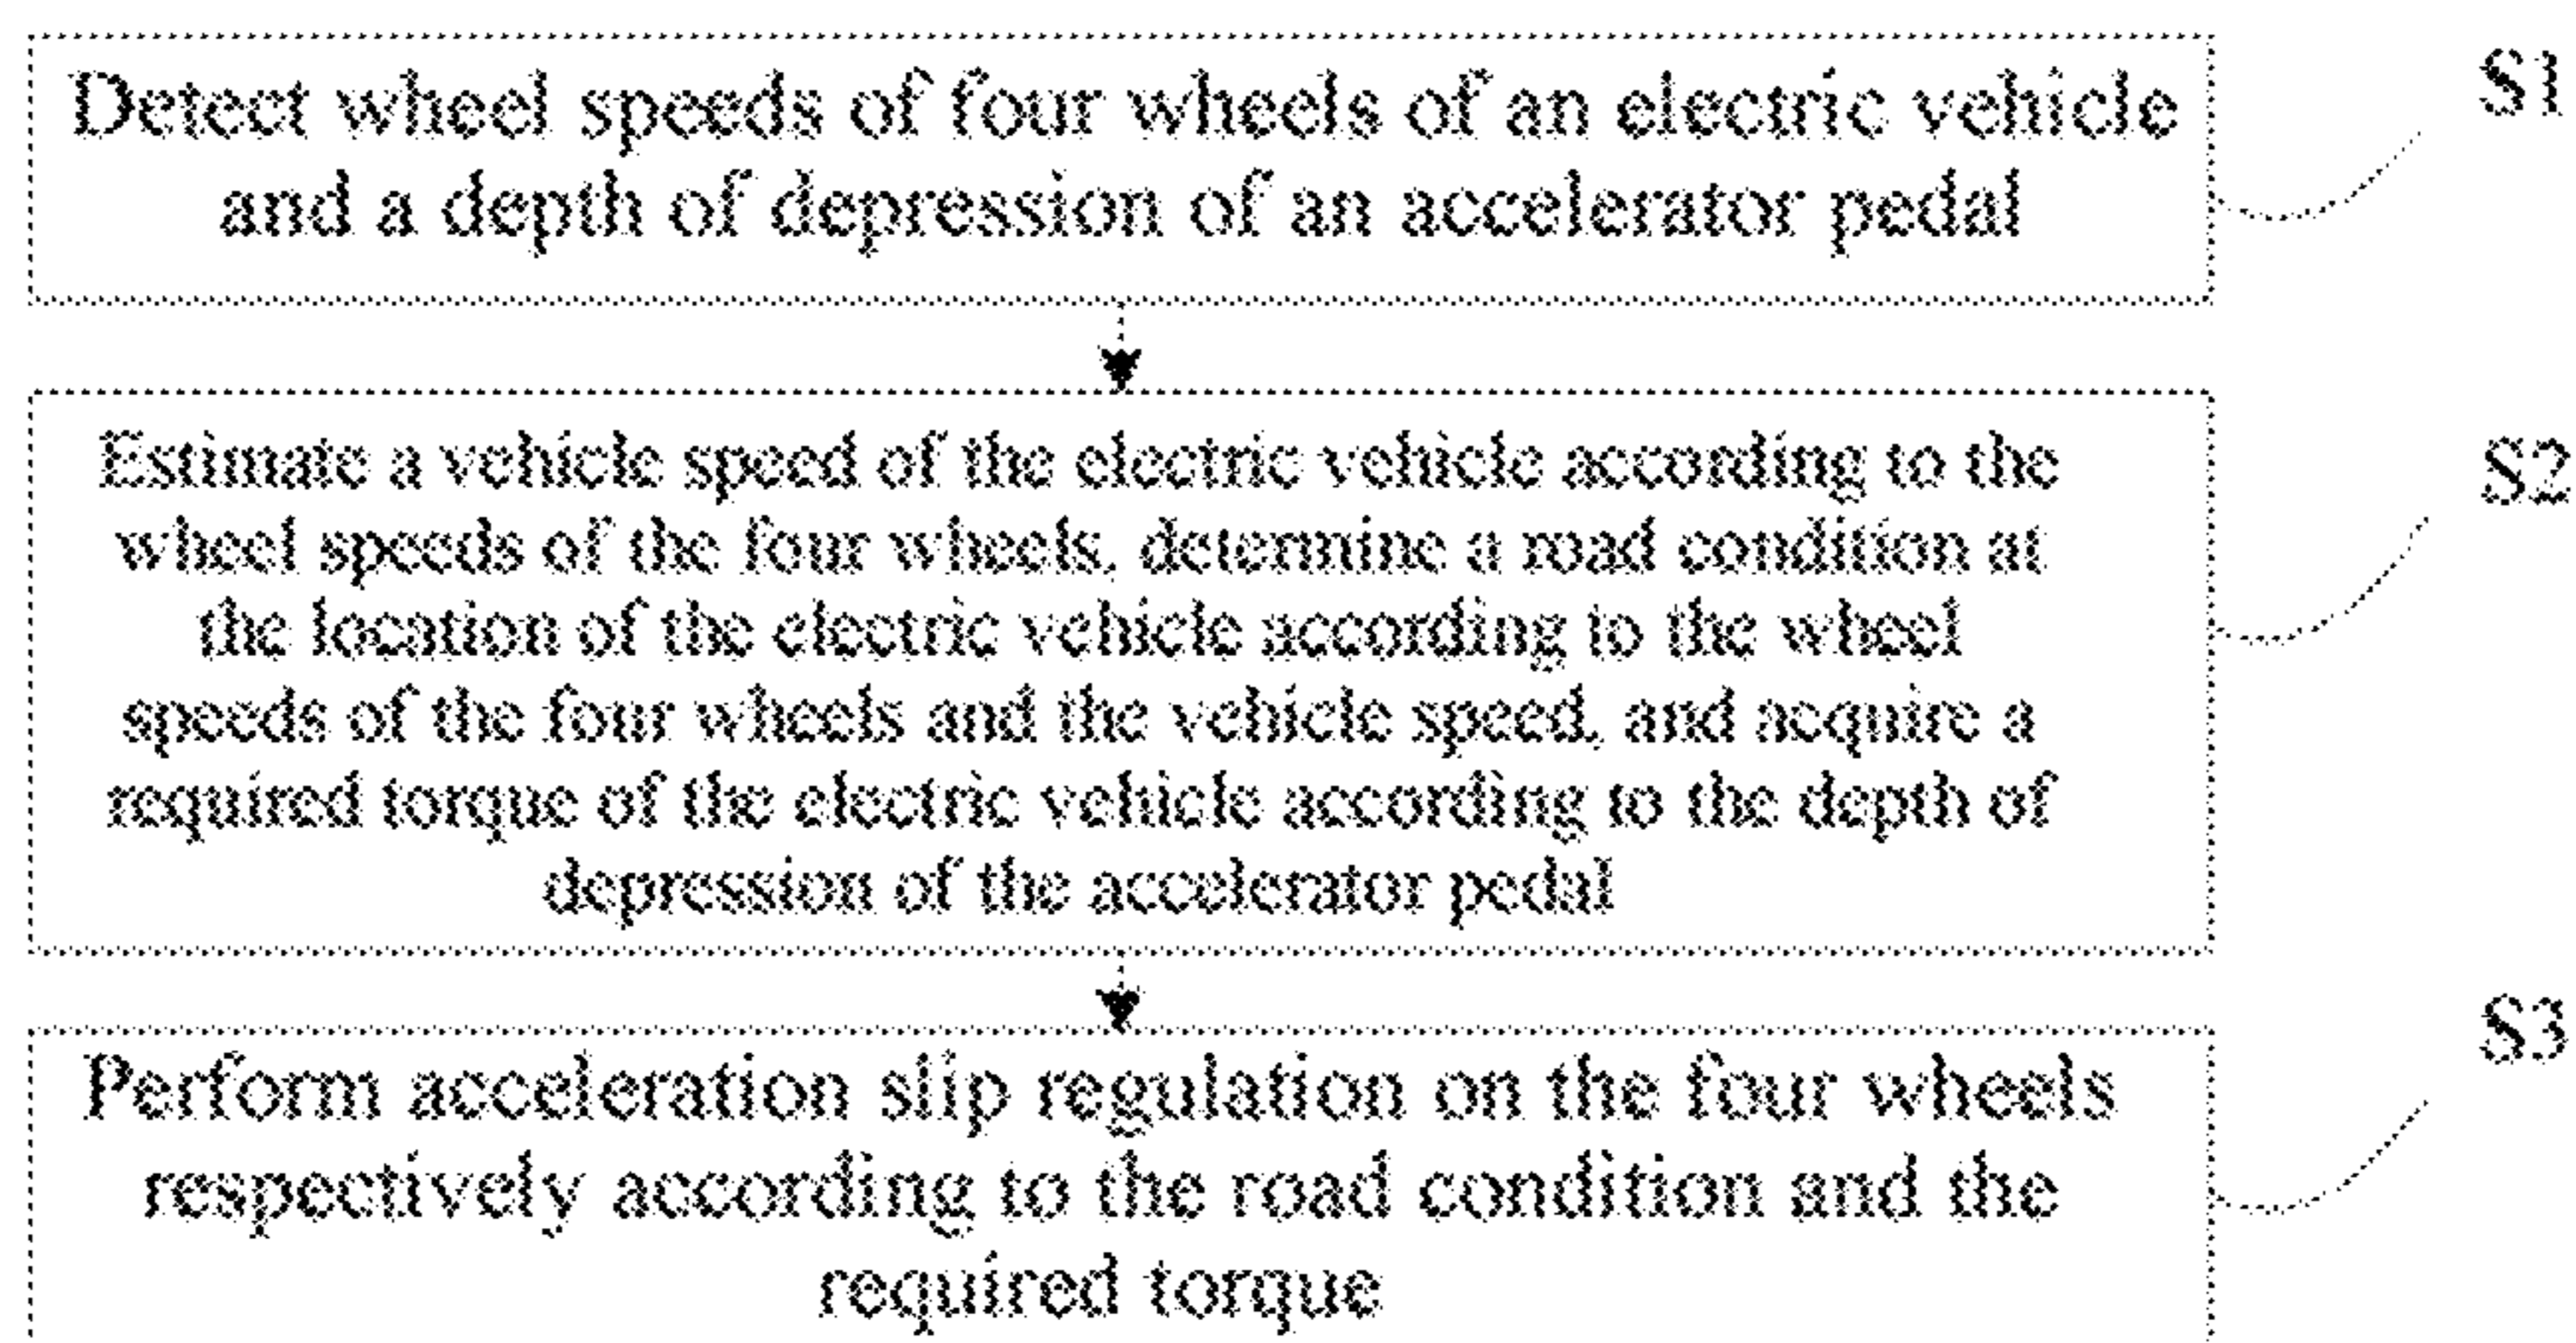 Detect wheel speeds of four wheels of an electric vehicle
and a depth of depression of an accelerator pedal
S1
Estimate a vehicle speed of the electric vehicle according to the
wheel speeds of the four wheels, determine a road condition at
the location of the electric vehicle according to the wheel
speeds of the four wheels and the vehicle speed, and acquire a
required torque of the electric vehicle according to the depth of
depression of the accelerator pedal
S2
Perform acceleration slip regulation on the four wheels
respectively according to the road condition and the
required torque
S3